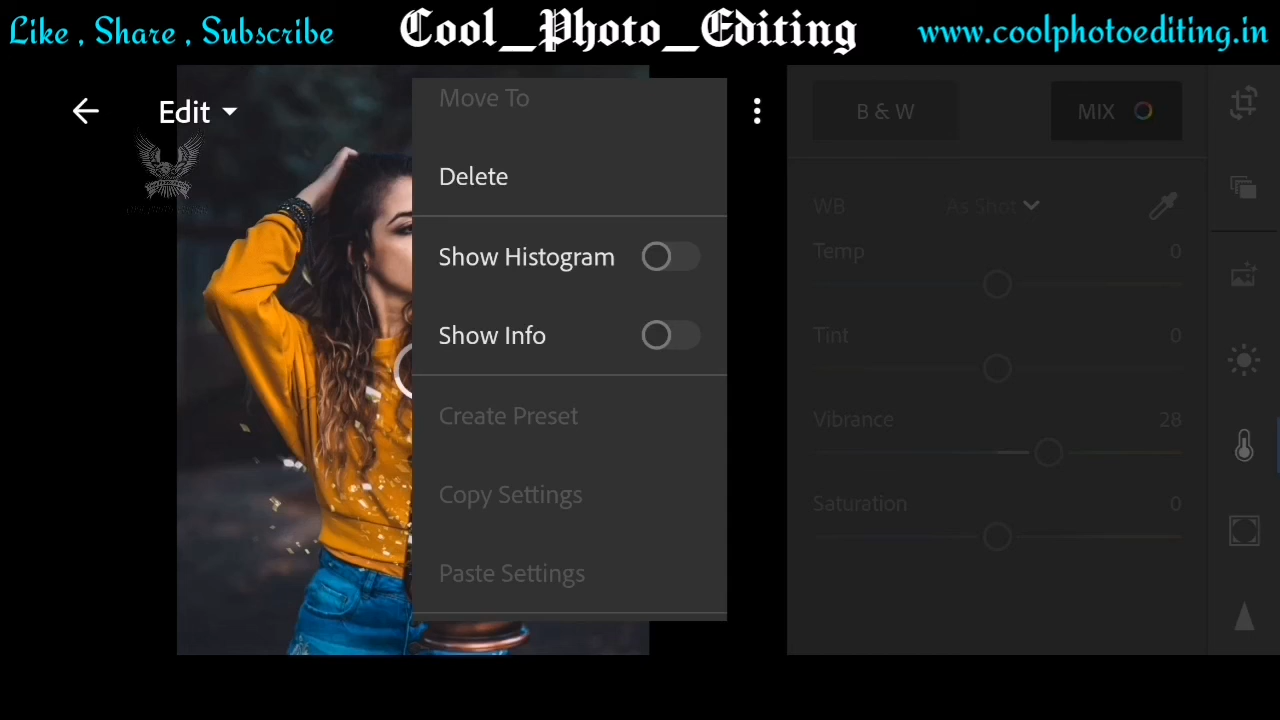 Like , Share , Subscribe
Cool_Photo_Editing
www.coolphotoediting.in
Edit
Move To
Delete
Show Histogram
Show Info
Create Preset
Copy Settings
Paste Settings
B & W
MIX
WB
As Shot
Temp
0
Tint
0
Vibrance
28
Saturation
0